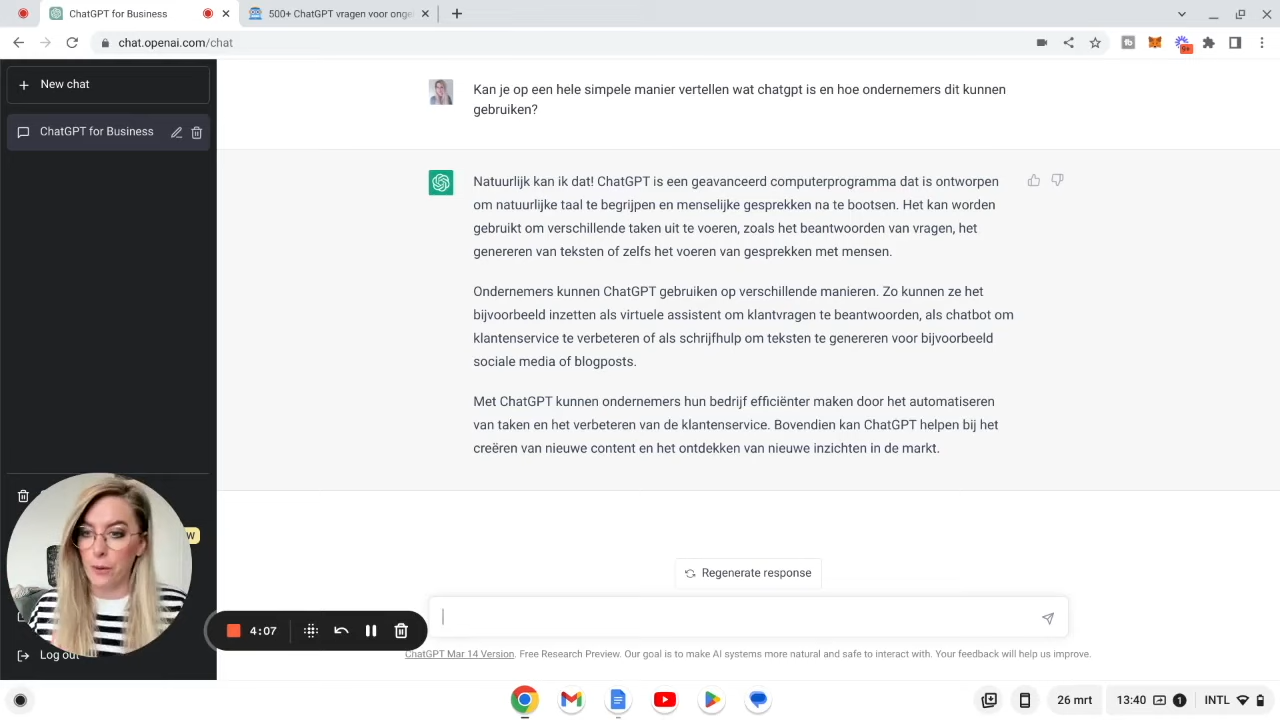 ChatGPT for Business
500+ ChatGPT vragen voor onge
chat.openai.com/chat
9+
New chat
ChatGPT for Business
Kan je op een hele simpele manier vertellen wat chatgpt is en hoe ondernemers dit kunnen
gebruiken?
Natuurlijk kan ik dat! ChatGPT is een geavanceerd computerprogramma dat is ontworpen
om natuurlijke taal te begrijpen en menselijke gesprekken na te bootsen. Het kan worden
gebruikt om verschillende taken uit te voeren, zoals het beantwoorden van vragen, het
genereren van teksten of zelfs het voeren van gesprekken met mensen.
Ondernemers kunnen ChatGPT gebruiken op verschillende manieren. Zo kunnen ze het
bijvoorbeeld inzetten als virtuele assistent om klantvragen te beantwoorden, als chatbot om
klantenservice te verbeteren of als schrijfhulp om teksten te genereren voor bijvoorbeeld
sociale media of blogposts.
Met ChatGPT kunnen ondernemers hun bedrijf efficiënter maken door het automatiseren
van taken en het verbeteren van de klantenservice. Bovendien kan ChatGPT helpen bij het
creëren van nieuwe content en het ontdekken van nieuwe inzichten in de markt.
W
Regenerate response
4:07
Log out
ChatGPT Mar 14 Version. Free Research Preview. Our goal is to make AI systems more natural and safe to interact with. Your feedback will help us improve.
26 mrt
13:40
1
INTL